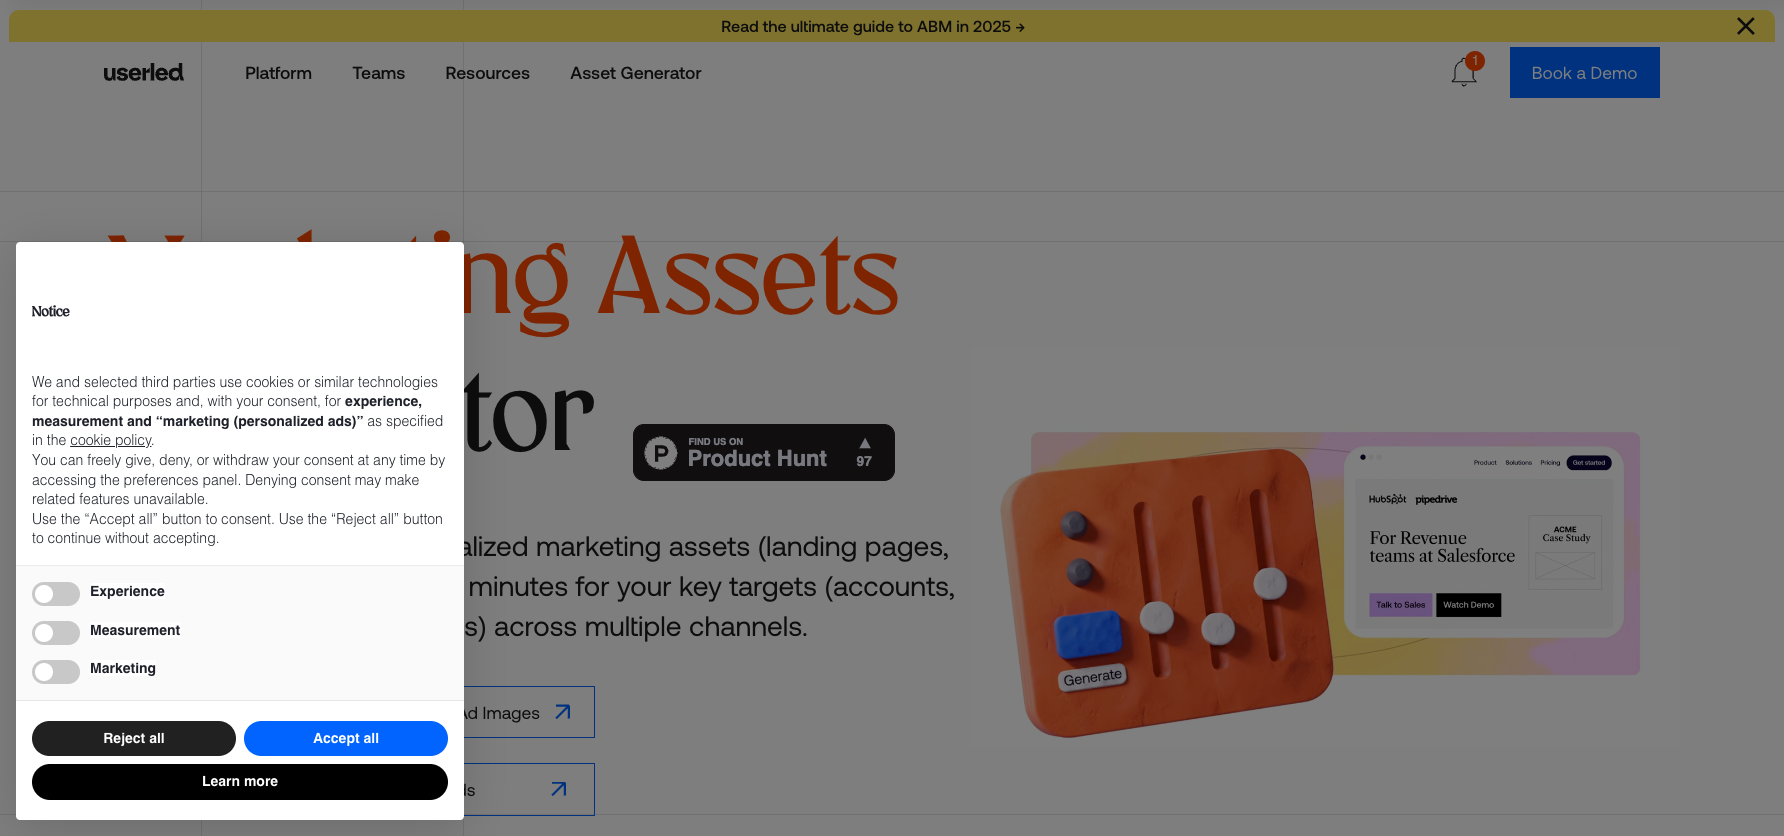 Read the ultimate guide to ABM in 2025 →
userled
Platform
Teams
Resources
Asset Generator
1
Book a Demo
Assets
Notice
We and selected third parties use cookies or similar technologies
for technical purposes and, with your consent, for experience,
measurement and “marketing (personalized ads)” as specified
in the cookie policy.
You can freely give, deny, or withdraw your consent at any time by
accessing the preferences panel. Denying consent may make
related features unavailable.
Use the “Accept all” button to consent. Use the “Reject all” button
to continue without accepting.
Experience
Measurement
Marketing
Reject all
Accept all
Learn more
FIND US ON
Product Hunt
97
marketing assets (landing pages,
minutes for your key targets (accounts,
across multiple channels.
Ad Images
Generate
Product
Solutions
Pricing
Get started
HubSpot
pipedrive
For Revenue
teams at Salesforce
ACME
Case Study
Talk to Sales
Watch Demo